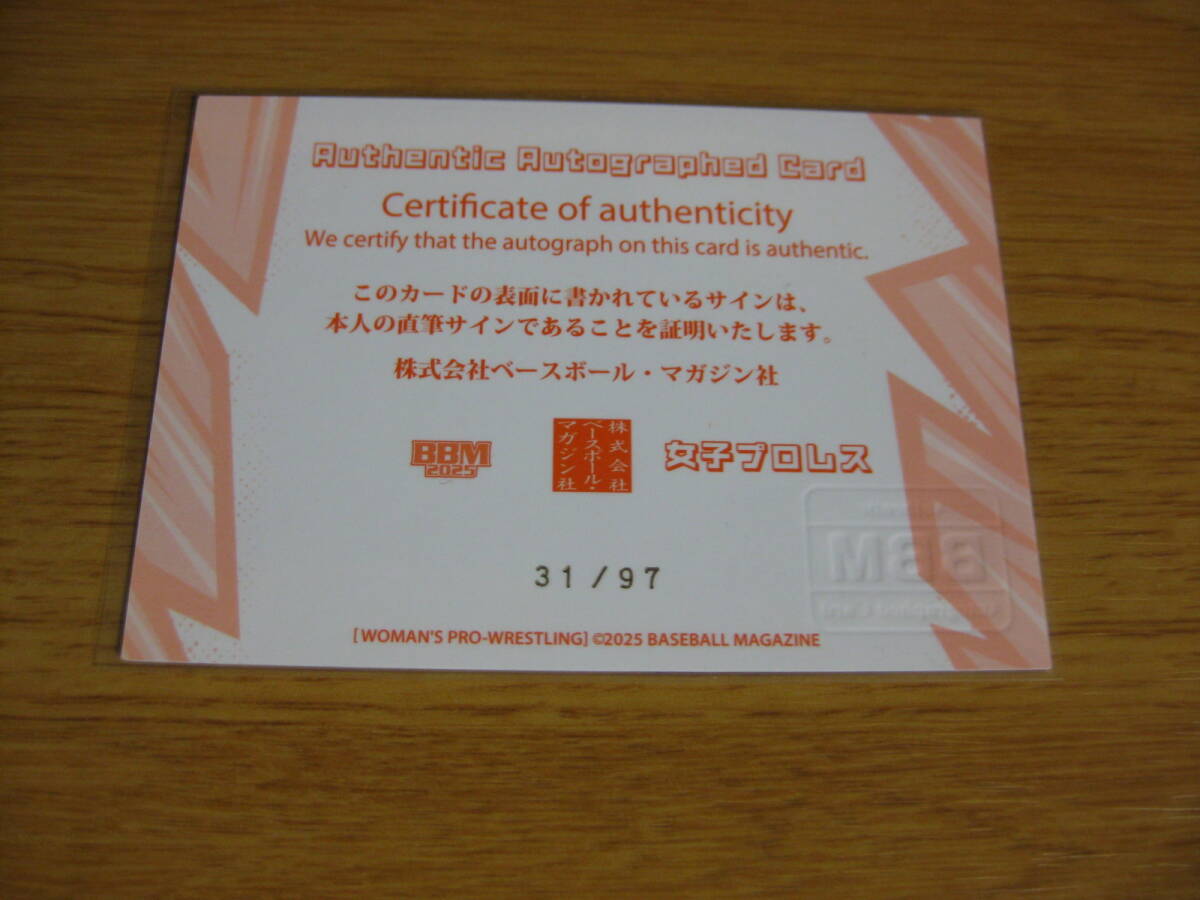 Authentic Autographed Card
Certificate of authenticity
We certify that the autograph on this card is authentic.
このカードの表面に書かれているサインは、
本人の直筆サインであることを証明いたします。
株式会社ベースボール・マガジン社
BBM
2025
株式会社
ベースボール・
マガジン社
女子プロレス
BBM
31/97
[WOMAN'S PRO-WRESTLING] ©2025 BASEBALL MAGAZINE